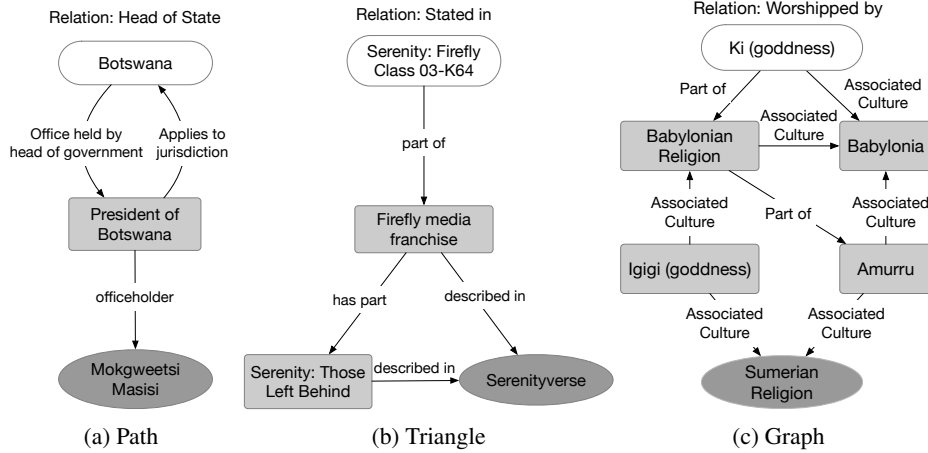 Relation: Head of State
Botswana
Office held by
head of government
Applies to
jurisdiction
President of
Botswana
officeholder
Mokgweetsi
Masisi
(a) Path
Relation: Stated in
Serenity: Firefly
Class 03-K64
part of
Firefly media
franchise
has part
described in
Serenity: Those
Left Behind
described in
Serenityverse
(b) Triangle
Relation: Worshipped by
Ki (goddess)
Part of
Associated
Culture
Associated
Culture
Babylonian
Religion
Babylonia
Associated
Culture
Part of
Associated
Culture
Igigi (goddness)
Amurru
Associated
Culture
Associated
Culture
Sumerian
Religion
(c) Graph